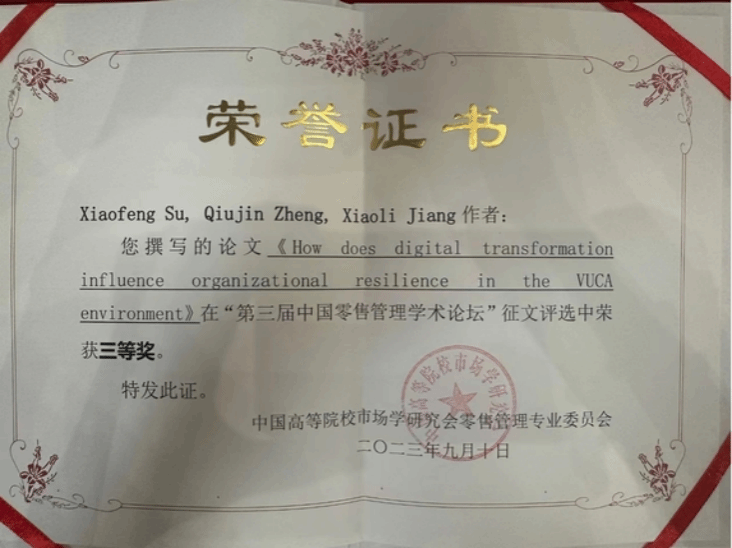 荣誉证书
Xiaofeng Su, Qiujin Zheng, Xiaoli Jiang 作者：
您撰写的论文《How does digital transformation
influence organizational resilience in the VUCA
environment》在“第三届中国零售管理学术论坛”征文评选中荣
获三等奖。
特发此证。
中国高等院校市场学研究会零售管理专业委员会
二〇二三年九月十日